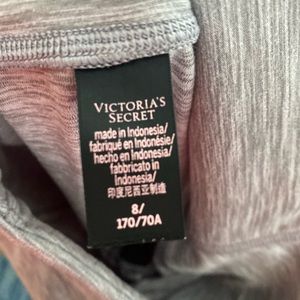 VICTORIA'S
SECRET
made in Indonesia/
fabriqué en Indonésie/
hecho en Indonesia/
fabbricato in
Indonesia/
印度尼西亚制造
8/
170/70A